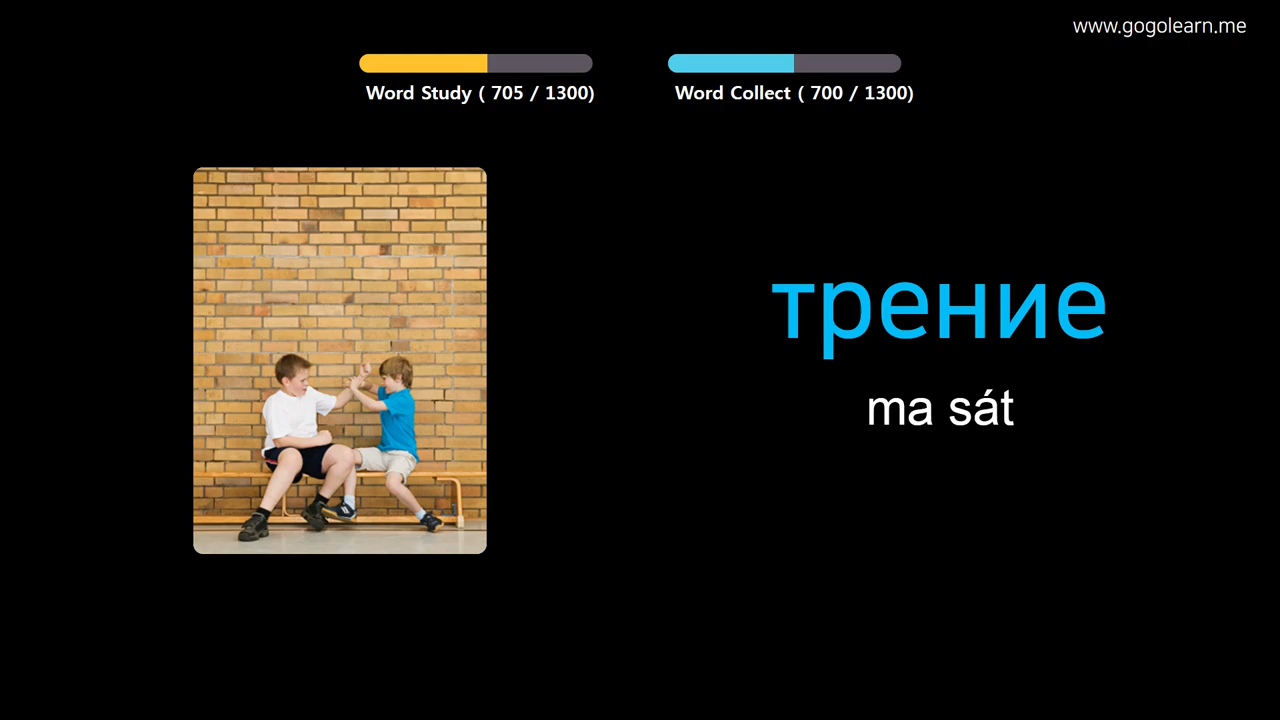 www.gogolearn.me
Word Study ( 705 / 1300)
Word Collect ( 700 / 1300)
трение
ma sát